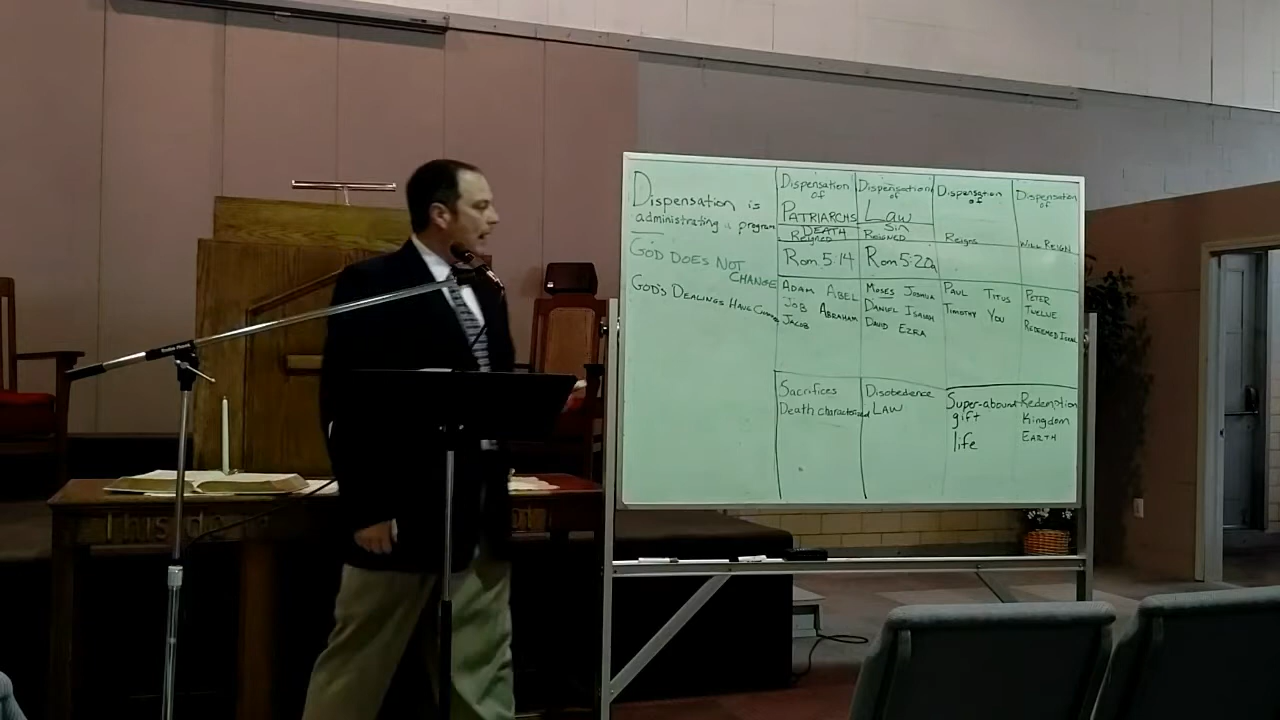 Dispensation is
administrating a program
GOD DOES NOT
CHANGE
GOD'S DEALINGS HAVE
Dispensation
of
PATRIARCHS
DEATH
Reigned
Rom 5:14
ADAM ABEL
JOB ABRAHAM
JACOB
Sacrifices
Death characterized
Dispensation
of
Law
Sin
REIGNED
Rom 5:20a
MOSES JOSHUA
DANIEL ISAIAH
DAVID EZRA
Disobedience
LAW
Dispensation
of
Reigns
PAUL TITUS
TIMOTHY YOU
Super-abound
gift
life
Dispensation
of
WILL REIGN
PETER
TWELVE
REDEEMED ISRAEL
Redemption
Kingdom
EARTH
This do